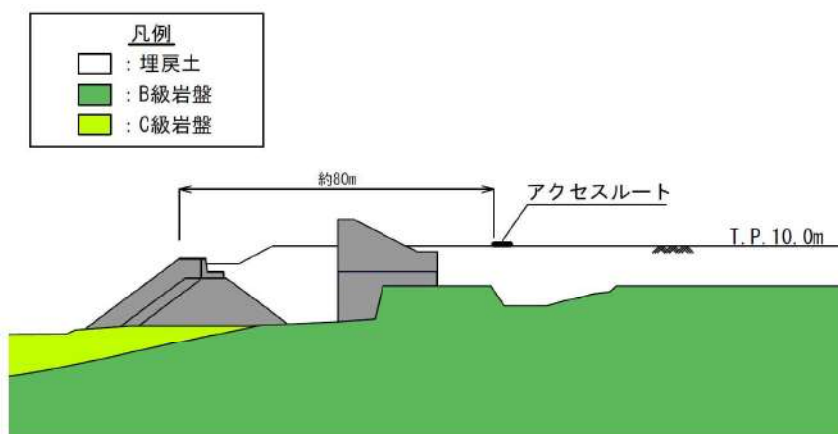 凡例
：埋戻土
：B級岩盤
：C級岩盤
約80m
アクセスルート
T.P.10.0m